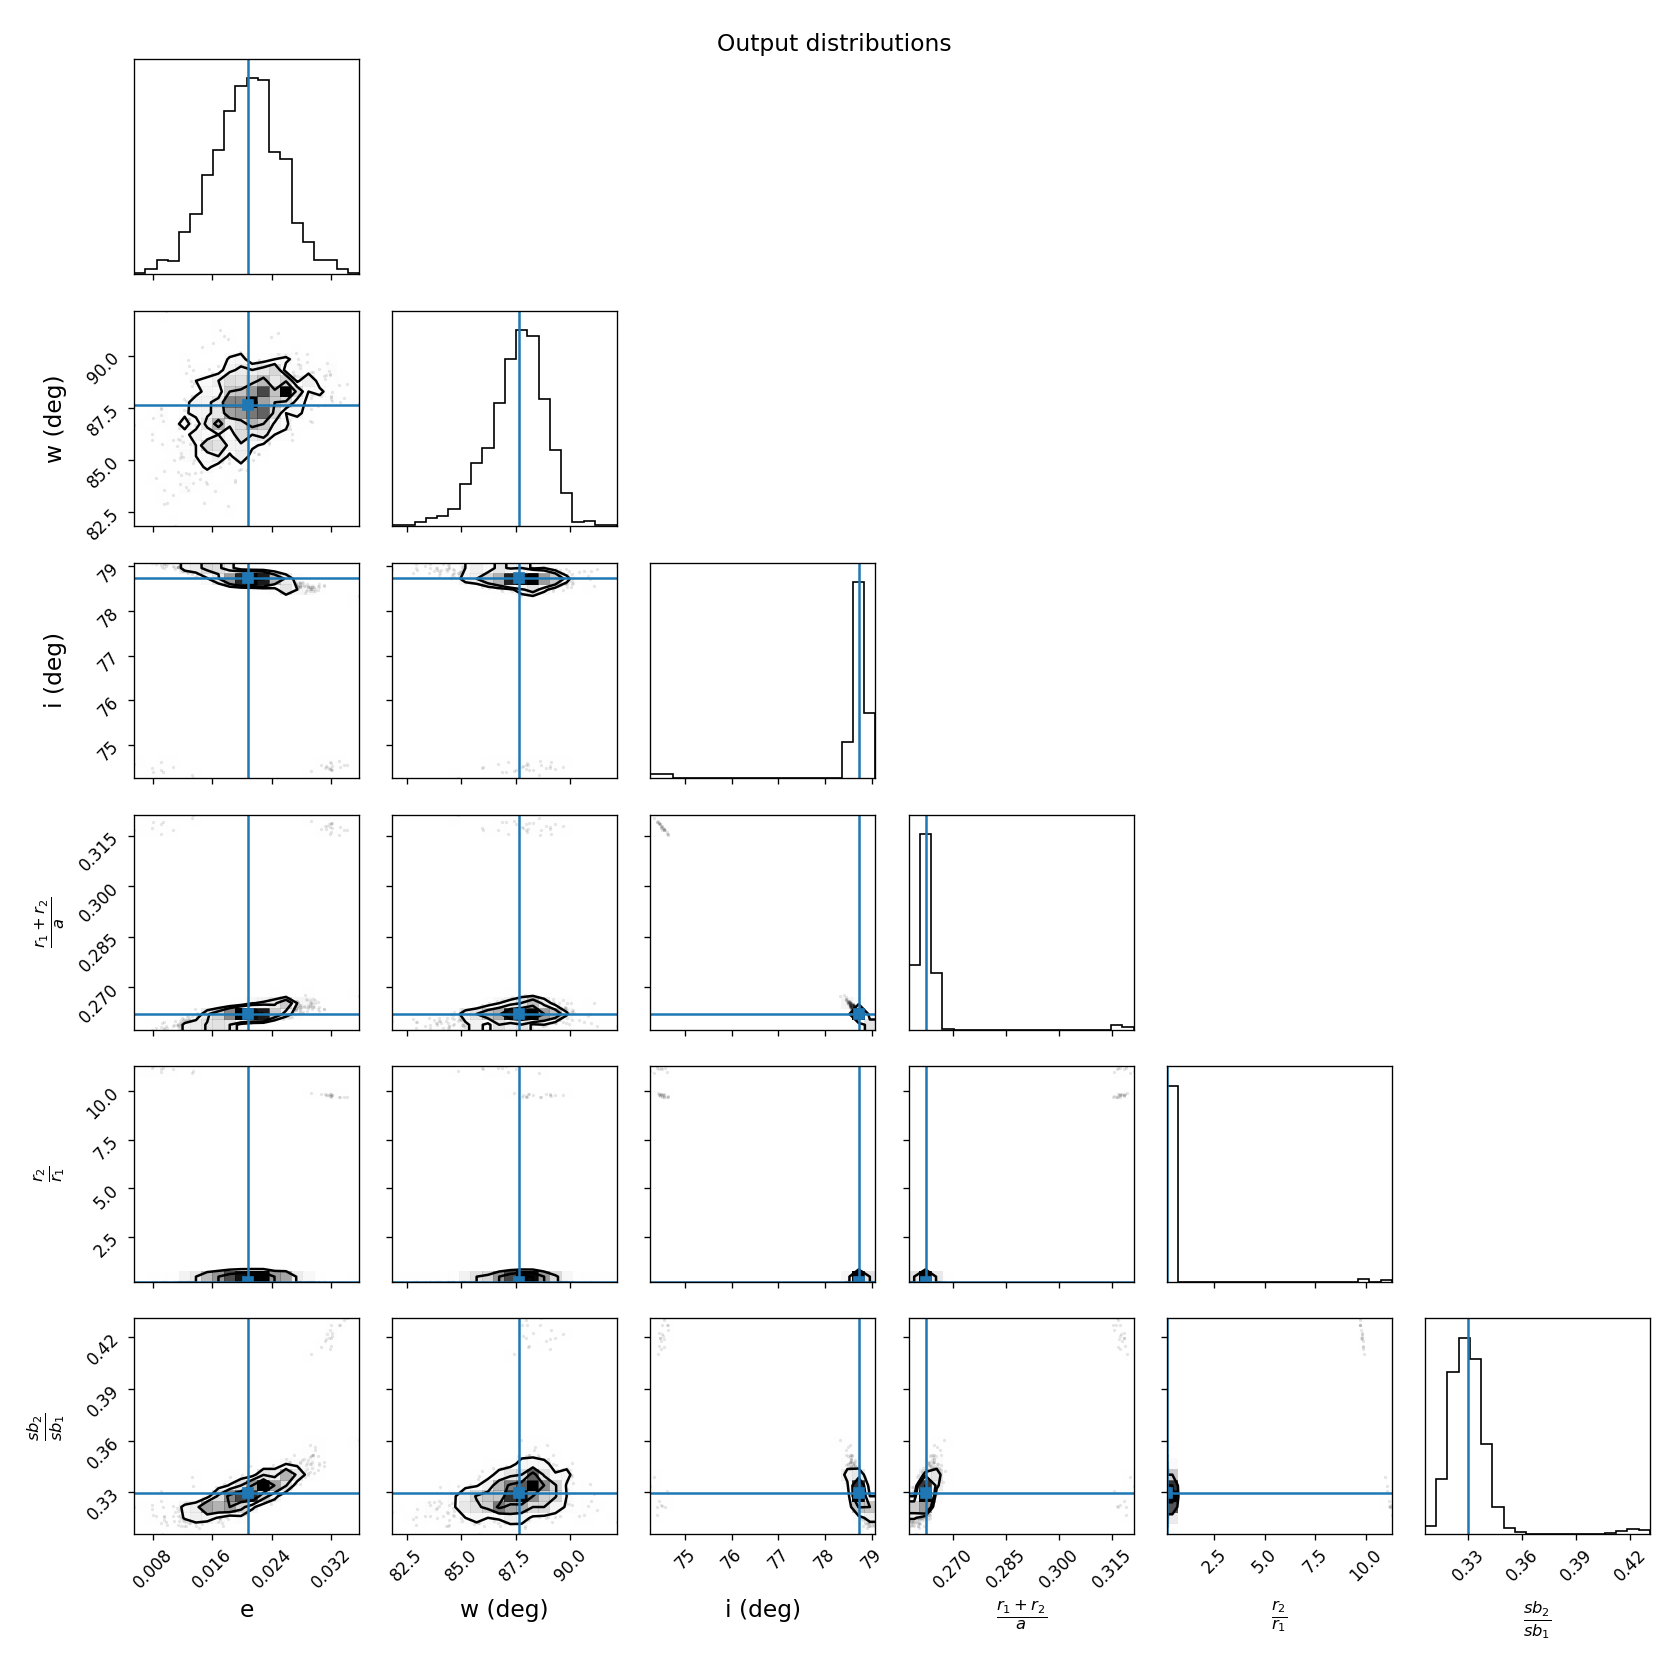 Output distributions
w (deg)
90.0
87.5
85.0
82.5
i (deg)
79
78
77
76
75
r₁ + r₂
a
0.315
0.300
0.285
0.270
r₂
r₁
10.0
7.5
5.0
2.5
sb₂
sb₁
0.42
0.39
0.36
0.33
0.008 0.016 0.024 0.032 82.5 85.0 87.5 90.0 75 76 77 78 79 0.270 0.285 0.300 0.315 2.5 5.0 7.5 10.0 0.33 0.36 0.39 0.42
e w (deg) i (deg)
r₁ + r₂
a
r₂
r₁
sb₂
sb₁